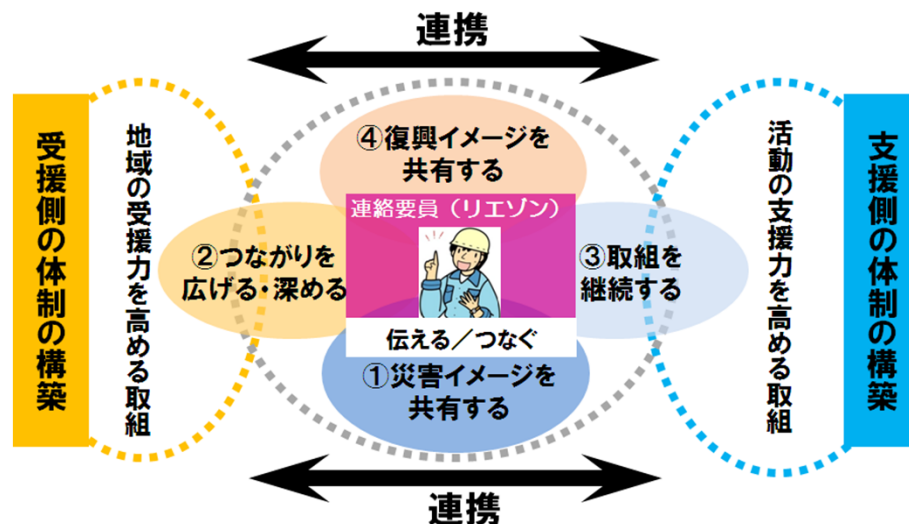 連携
受援側の体制の構築
地域の受援力を高める取組
④復興イメージを
共有する
連絡要員（リエゾン）
②つながりを
広げる・深める
③取組を
継続する
伝える／つなぐ
①災害イメージを
共有する
活動の支援力を高める取組
支援側の体制の構築
連携